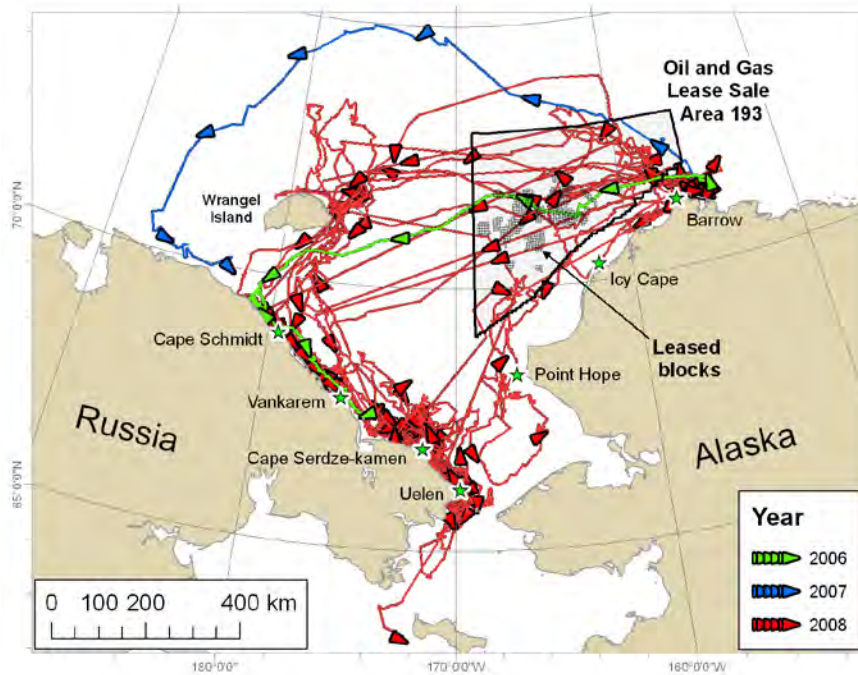 Oil and Gas
Lease Sale
Area 193
70°0'0"N
Wrangel
Island
Barrow
Icy Cape
Cape Schmidt
Leased
blocks
Point Hope
Vankarem
Russia
Alaska
Cape Serdze-kamen
65°0'0"N
Uelen
Year
2006
2007
2008
0 100 200 400 km
180°0'0"
170°0'0"W
160°0'0"W